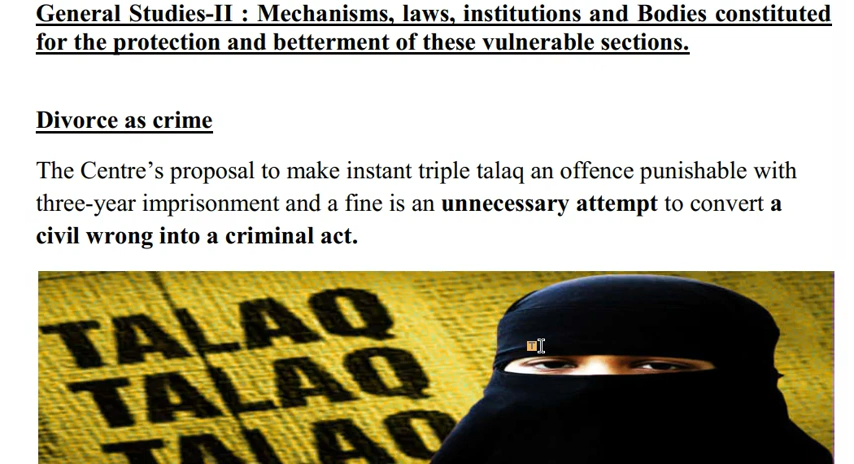 General Studies-II : Mechanisms, laws, institutions and Bodies constituted
for the protection and betterment of these vulnerable sections.
Divorce as crime
The Centre’s proposal to make instant triple talaq an offence punishable with
three-year imprisonment and a fine is an unnecessary attempt to convert a
civil wrong into a criminal act.
TALAQ
TALAQ
TALAQ